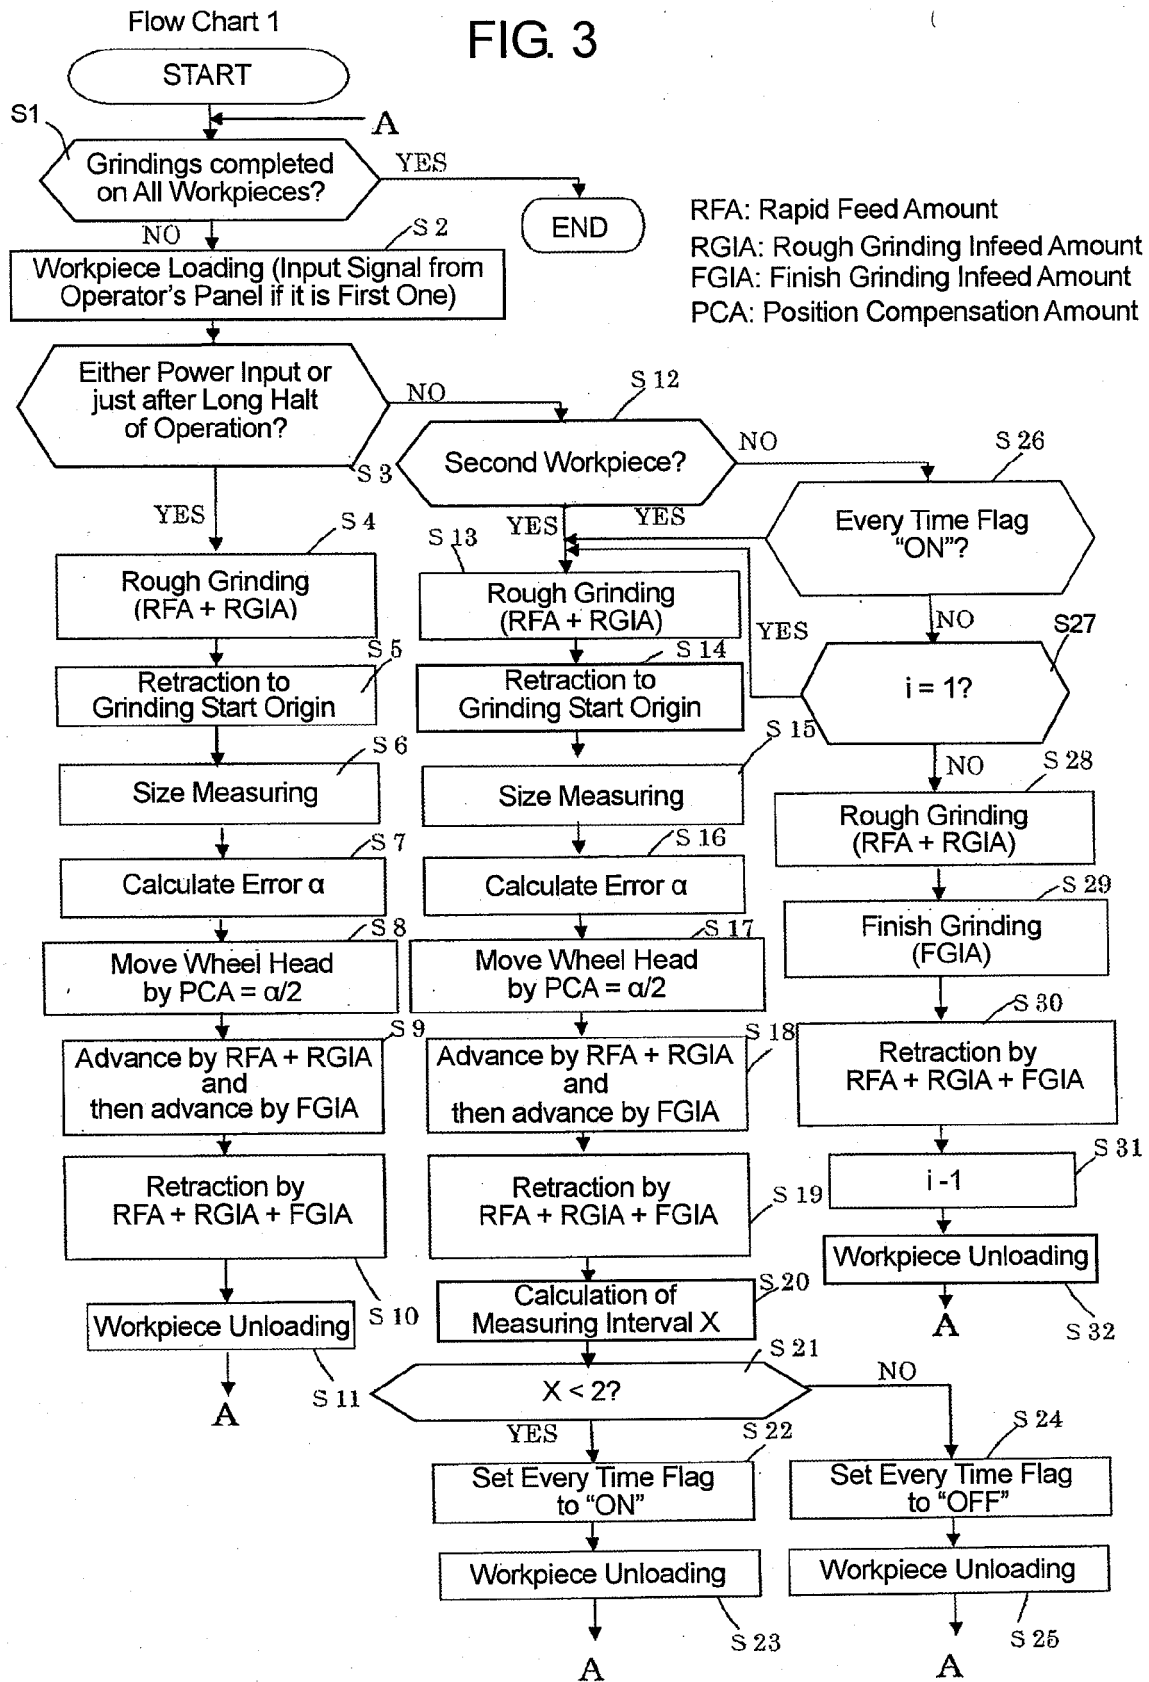 Flow Chart 1
FIG. 3
START
A
S1
Grindings completed
on All Workpieces?
YES
END
NO
S 2
Workpiece Loading (Input Signal from
Operator's Panel if it is First One)
RFA: Rapid Feed Amount
RGIA: Rough Grinding Infeed Amount
FGIA: Finish Grinding Infeed Amount
PCA: Position Compensation Amount
Either Power Input or
just after Long Halt
of Operation?
S 3
NO
YES
S 4
Rough Grinding
(RFA + RGIA)
S 5
Retraction to
Grinding Start Origin
S 6
Size Measuring
S 7
Calculate Error α
S 8
Move Wheel Head
by PCA = α/2
S 9
Advance by RFA + RGIA
and
then advance by FGIA
Retraction by
RFA + RGIA + FGIA
S 10
Workpiece Unloading
S 11
A
S 12
Second Workpiece?
NO
YES
YES
S 13
Rough Grinding
(RFA + RGIA)
S 14
Retraction to
Grinding Start Origin
S 15
Size Measuring
S 16
Calculate Error α
S 17
Move Wheel Head
by PCA = α/2
S 18
Advance by RFA + RGIA
and
then advance by FGIA
Retraction by
RFA + RGIA + FGIA
S 19
S 20
Calculation of
Measuring Interval X
S 21
X < 2?
NO
YES
S 22
Set Every Time Flag
to “ON”
Workpiece Unloading
S 23
A
S 24
Set Every Time Flag
to “OFF”
Workpiece Unloading
S 25
A
S 26
Every Time Flag
“ON”?
NO
YES
S27
i = 1?
NO
S 28
Rough Grinding
(RFA + RGIA)
S 29
Finish Grinding
(FGIA)
S 30
Retraction by
RFA + RGIA + FGIA
S 31
i -1
Workpiece Unloading
S 32
A